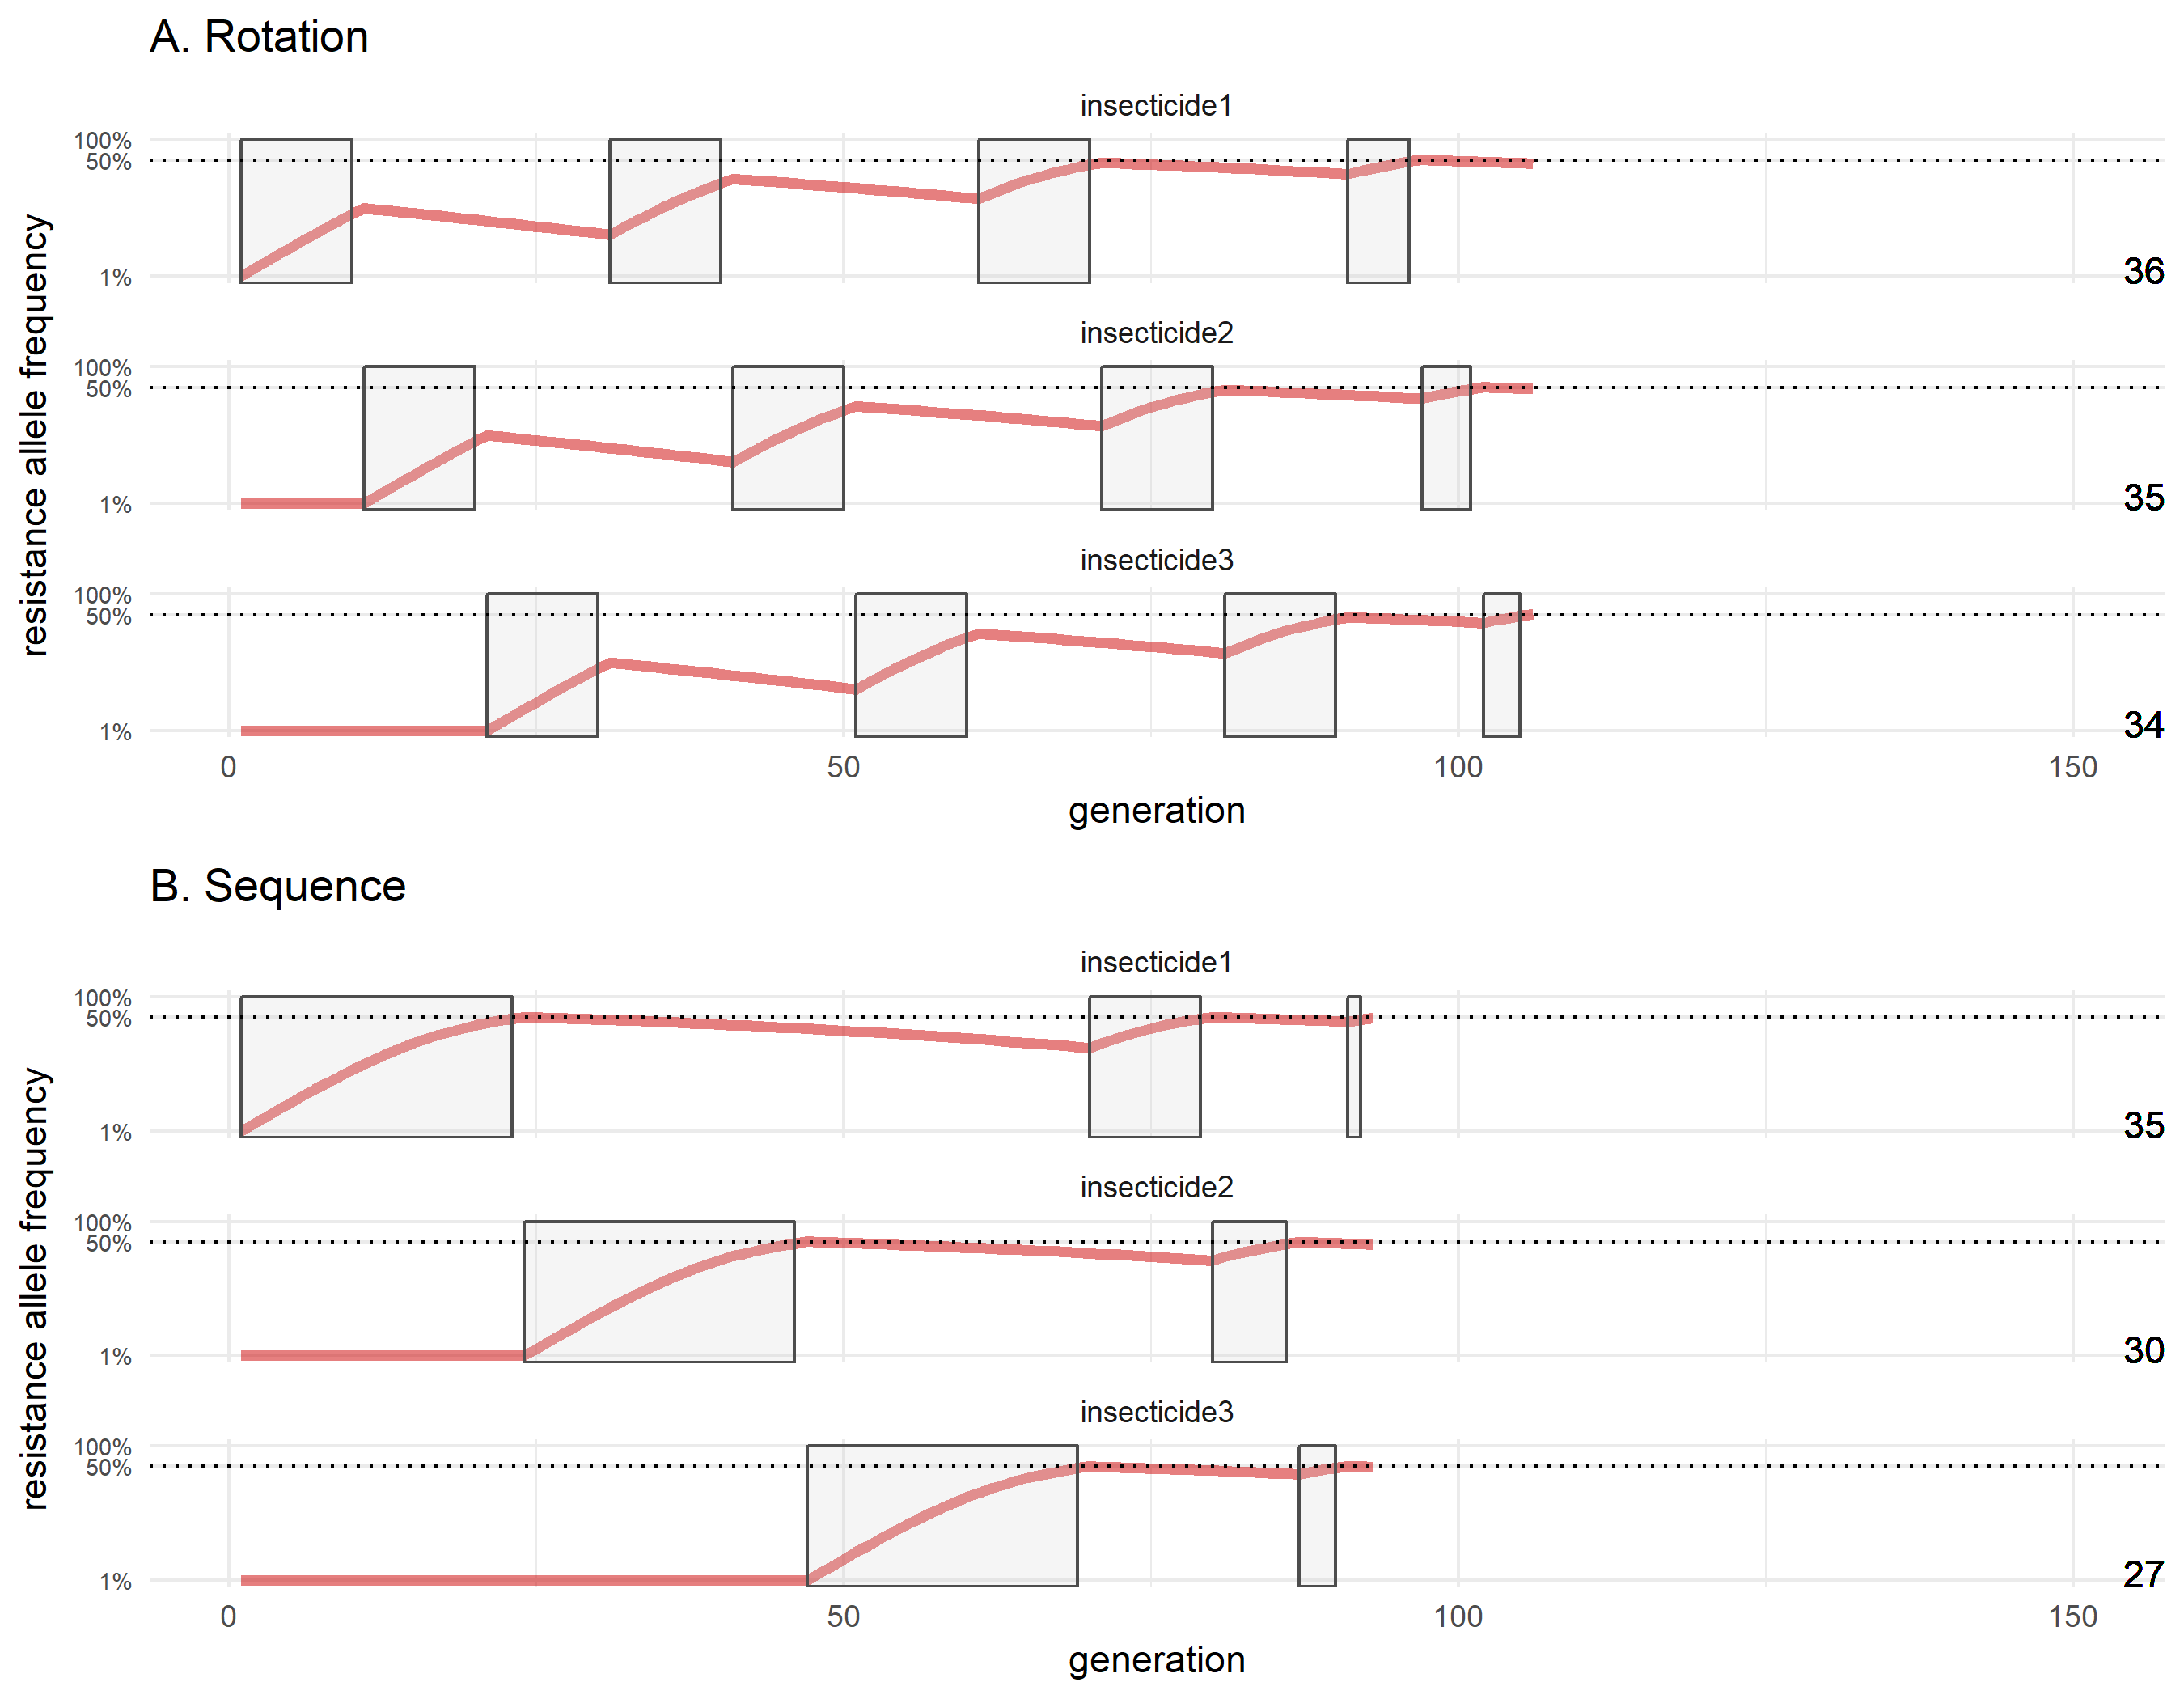 A. Rotation
insecticide1
100%
50%
1%
36
insecticide2
100%
50%
1%
35
insecticide3
100%
50%
1%
34
resistance allele frequency
0 50 100 150
generation
B. Sequence
insecticide1
100%
50%
1%
35
insecticide2
100%
50%
1%
30
insecticide3
100%
50%
1%
27
resistance allele frequency
0 50 100 150
generation